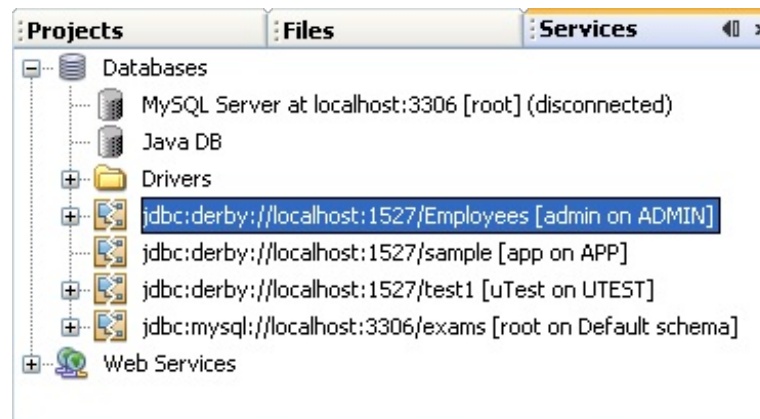 Projects Files Services
Databases
MySQL Server at localhost:3306 [root] (disconnected)
Java DB
Drivers
jdbc:derby://localhost:1527/Employees [admin on ADMIN]
jdbc:derby://localhost:1527/sample [app on APP]
jdbc:derby://localhost:1527/test1 [uTest on UTEST]
jdbc:mysql://localhost:3306/exams [root on Default schema]
Web Services